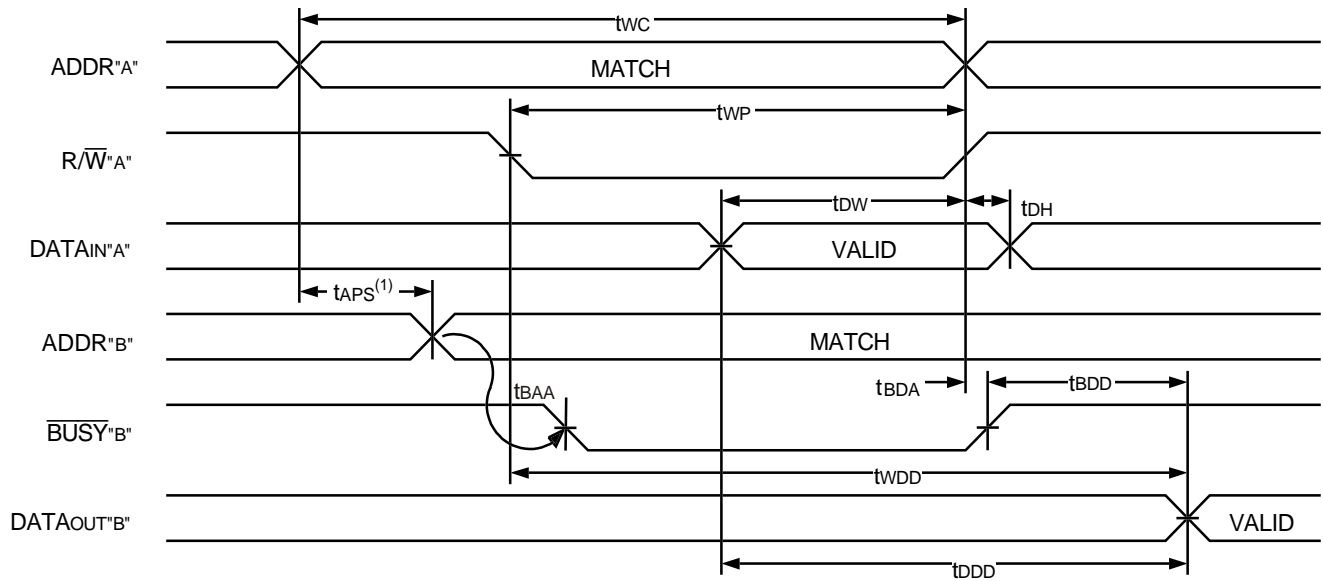 tWC
ADDR"A"
MATCH
tWP
R/W̅"A"
tDW
tDH
DATAIN"A"
VALID
tAPS(1)
ADDR"B"
MATCH
tBAA
tBDA
tBDD
B̅U̅S̅Y̅"B"
tWDD
DATAOUT"B"
VALID
tDDD